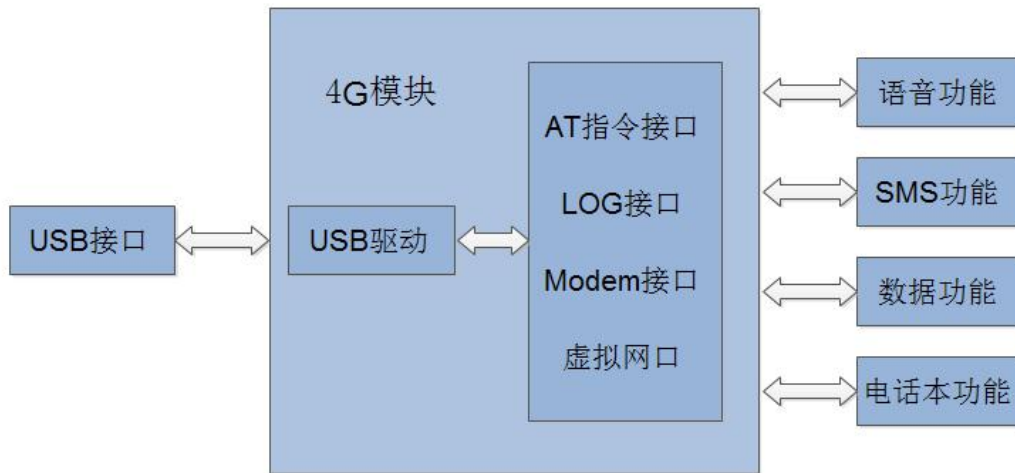 4G模块
USB接口
USB驱动
AT指令接口
LOG接口
Modem接口
虚拟网口
语音功能
SMS功能
数据功能
电话本功能